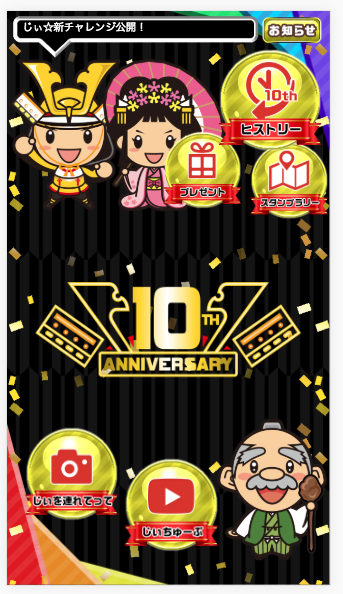 じぃ☆新チャレンジ公開！
お知らせ
10th
ヒストリー
プレゼント
スタンプラリー
10TH
ANNIVERSARY
じぃを連れてって
じぃちゅーぶ